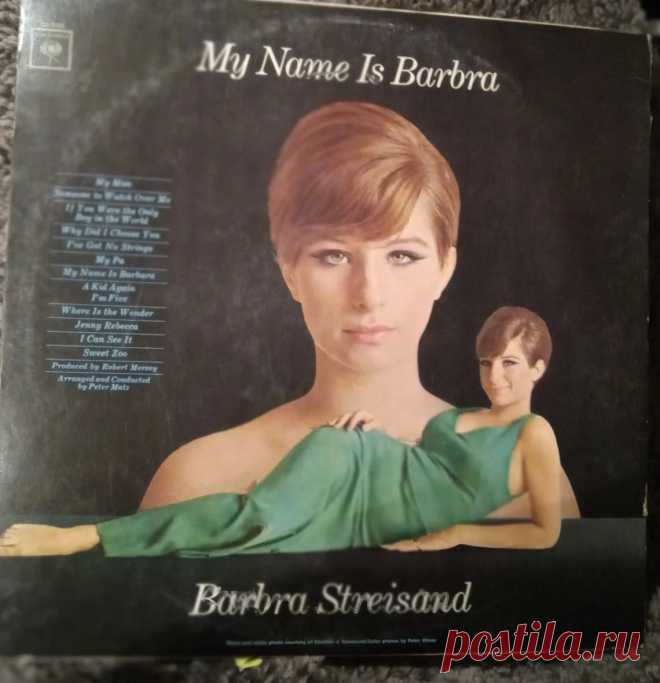 My Name Is Barbra
My Man
Someone to Watch Over Me
If You Were the Only
Boy in the World
Why Did I Choose You
I've Got No Strings
My Pa
My Name Is Barbara
A Kid Again
I'm Five
Where Is the Wonder
Jenny Rebecca
I Can See It
Sweet Zoo
Produced by Robert Mersey
Arranged and Conducted
by Peter Matz
Barbra Streisand
postila.ru